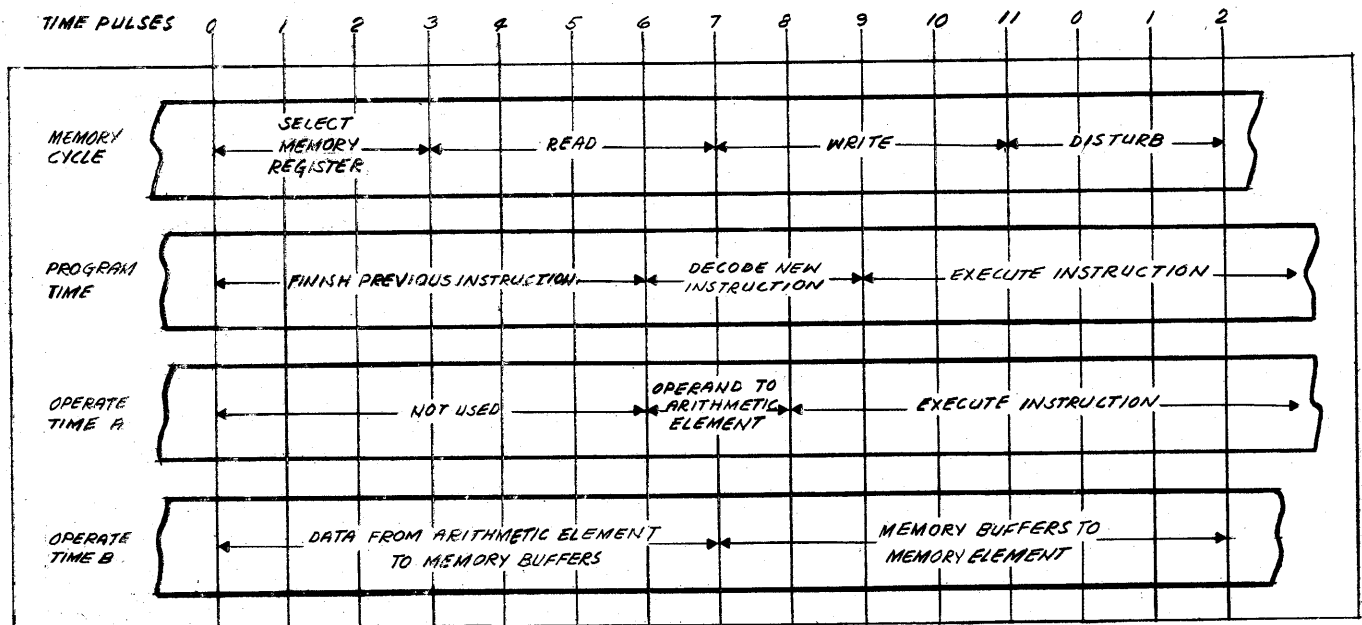 TIME PULSES 0 1 2 3 4 5 6 7 8 9 10 11 0 1 2
MEMORY
CYCLE
SELECT
MEMORY
REGISTER
READ
WRITE
DISTURB
PROGRAM
TIME
FINISH PREVIOUS INSTRUCTION
DECODE NEW
INSTRUCTION
EXECUTE INSTRUCTION
OPERATE
TIME A
NOT USED
OPERAND TO
ARITHMETIC
ELEMENT
EXECUTE INSTRUCTION
OPERATE
TIME B
DATA FROM ARITHMETIC ELEMENT
TO MEMORY BUFFERS
MEMORY BUFFERS TO
MEMORY ELEMENT